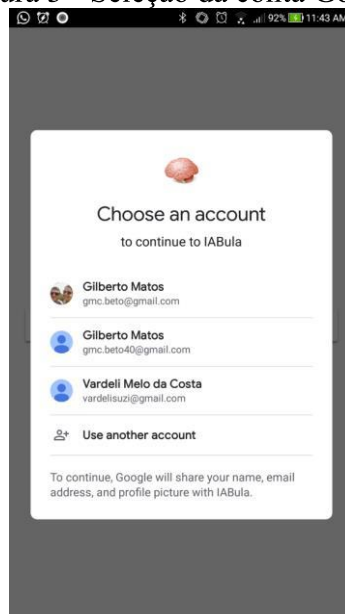 92% 11:43 AM
Choose an account
to continue to IABula
Gilberto Matos
gmc.beto@gmail.com
Gilberto Matos
gmc.beto40@gmail.com
Vardeli Melo da Costa
vardelisuzi@gmail.com
Use another account
To continue, Google will share your name, email
address, and profile picture with IABula.